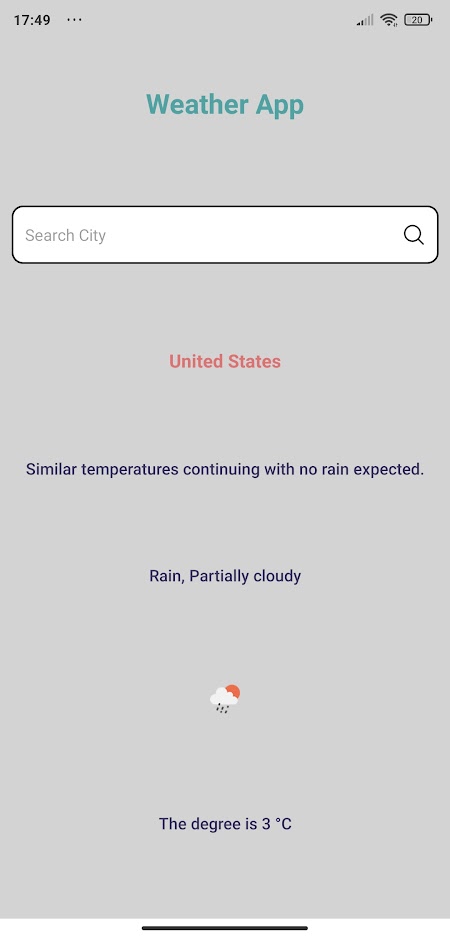 17:49 ...
20
Weather App
Search City
United States
Similar temperatures continuing with no rain expected.
Rain, Partially cloudy
The degree is 3 °C